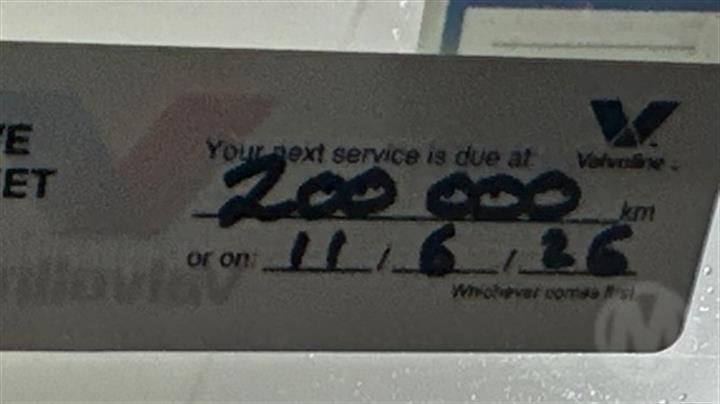 E
ET
Your next service is due at:
Valvoline
200 000 km
or on: 11 / 6 / 26
Whichever comes first
M